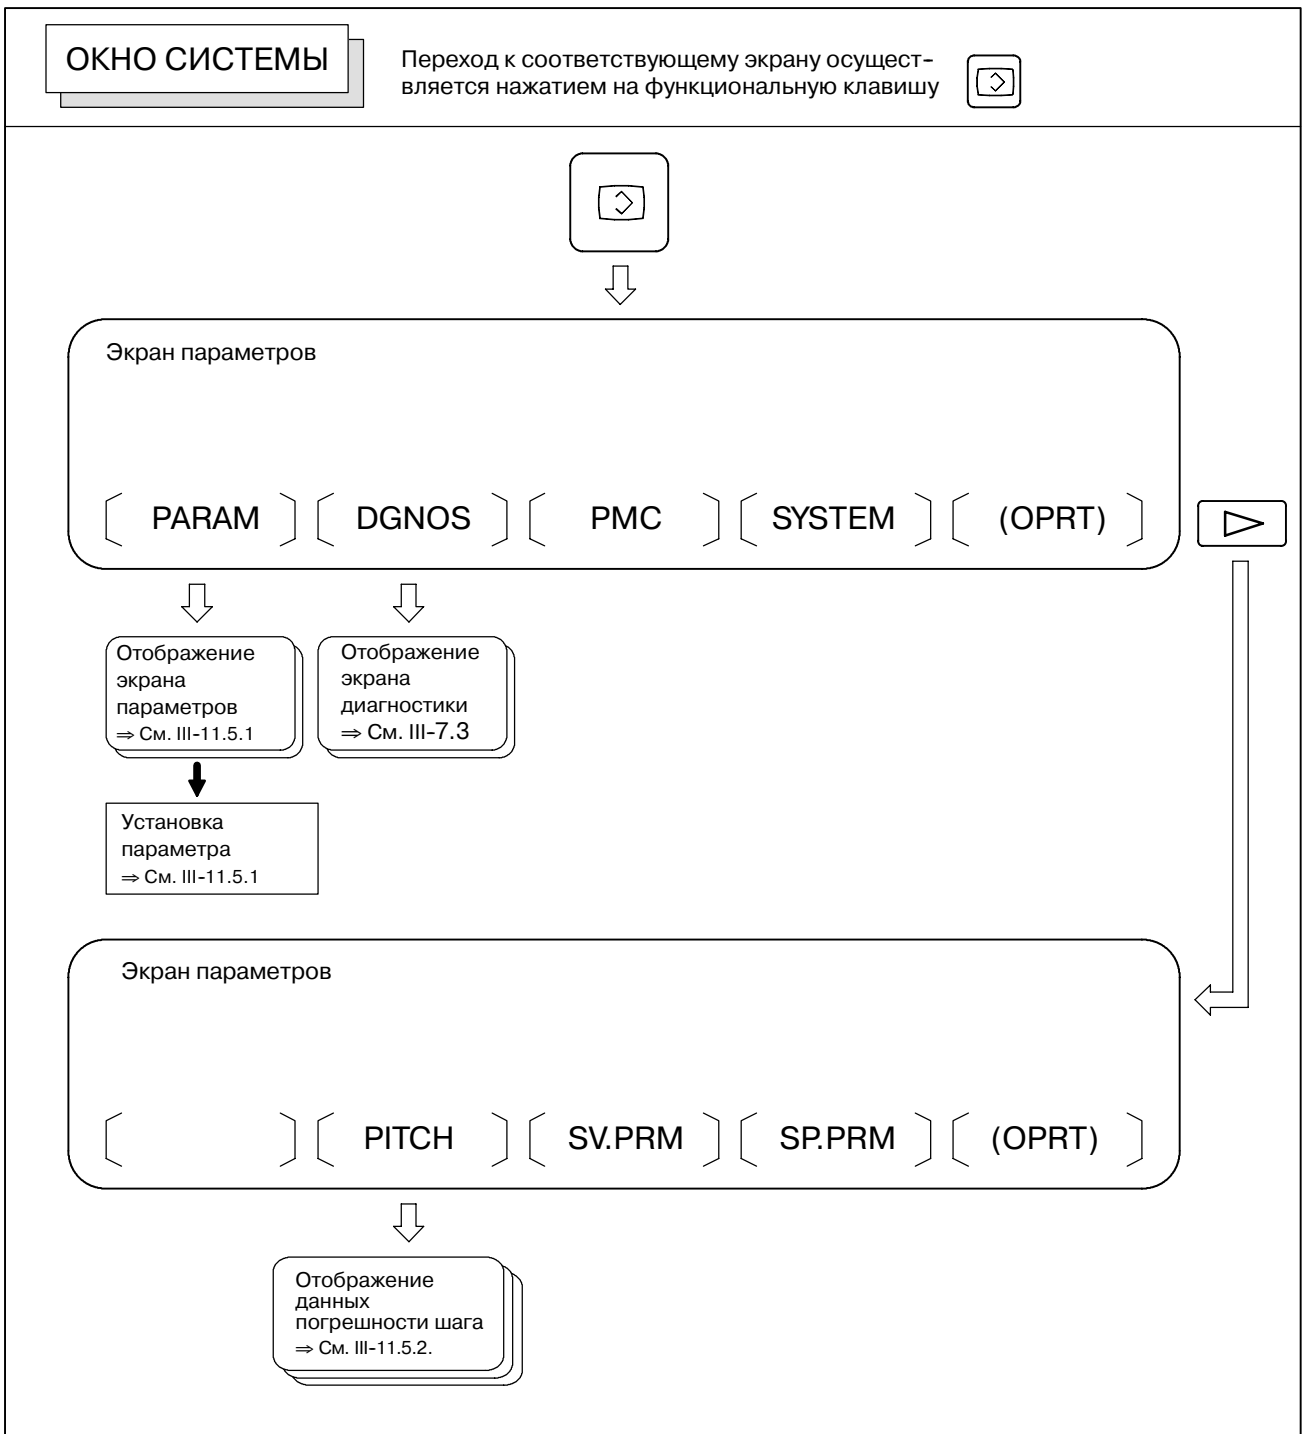 ОКНО СИСТЕМЫ
Переход к соответствующему экрану осущест-
вляется нажатием на функциональную клавишу
Экран параметров
[ PARAM ] [ DGNOS ] [ PMC ] [ SYSTEM ] [ (OPRT) ]
Отображение
экрана
параметров
⇒ См. III-11.5.1
Отображение
экрана
диагностики
⇒ См. III-7.3
Установка
параметра
⇒ См. III-11.5.1
Экран параметров
[ ] [ PITCH ] [ SV.PRM ] [ SP.PRM ] [ (OPRT) ]
Отображение
данных
погрешности шага
⇒ См. III-11.5.2.